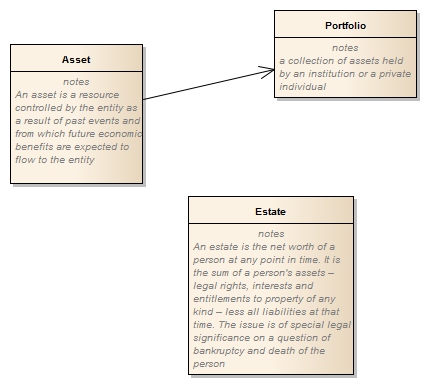 Portfolio
notes
a collection of assets held
by an institution or a private
individual
Asset
notes
An asset is a resource
controlled by the entity as
a result of past events and
from which future economic
benefits are expected to
flow to the entity
Estate
notes
An estate is the net worth of a
person at any point in time. It is
the sum of a person's assets –
legal rights, interests and
entitlements to property of any
kind – less all liabilities at that
time. The issue is of special legal
significance on a question of
bankruptcy and death of the
person